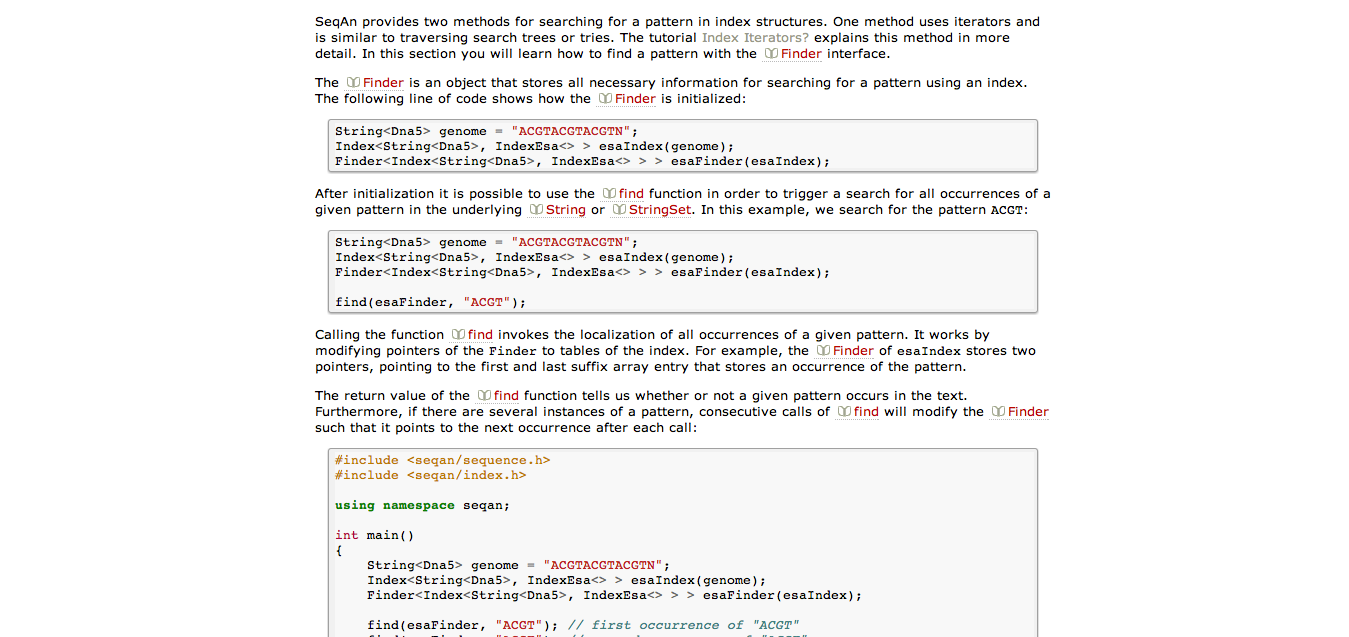 SeqAn provides two methods for searching for a pattern in index structures. One method uses iterators and
is similar to traversing search trees or tries. The tutorial Index Iterators? explains this method in more
detail. In this section you will learn how to find a pattern with the Finder interface.
The Finder is an object that stores all necessary information for searching for a pattern using an index.
The following line of code shows how the Finder is initialized:
String<Dna5> genome = "ACGTACGTACGTN";
Index<String<Dna5>, IndexEsa<> > esaIndex(genome);
Finder<Index<String<Dna5>, IndexEsa<> > > esaFinder(esaIndex);
After initialization it is possible to use the find function in order to trigger a search for all occurrences of a
given pattern in the underlying String or StringSet. In this example, we search for the pattern ACGT:
String<Dna5> genome = "ACGTACGTACGTN";
Index<String<Dna5>, IndexEsa<> > esaIndex(genome);
Finder<Index<String<Dna5>, IndexEsa<> > > esaFinder(esaIndex);
find(esaFinder, "ACGT");
Calling the function find invokes the localization of all occurrences of a given pattern. It works by
modifying pointers of the Finder to tables of the index. For example, the Finder of esaIndex stores two
pointers, pointing to the first and last suffix array entry that stores an occurrence of the pattern.
The return value of the find function tells us whether or not a given pattern occurs in the text.
Furthermore, if there are several instances of a pattern, consecutive calls of find will modify the Finder
such that it points to the next occurrence after each call:
#include <seqan/sequence.h>
#include <seqan/index.h>
using namespace seqan;
int main()
{
String<Dna5> genome = "ACGTACGTACGTN";
Index<String<Dna5>, IndexEsa<> > esaIndex(genome);
Finder<Index<String<Dna5>, IndexEsa<> > > esaFinder(esaIndex);
find(esaFinder, "ACGT"); // first occurrence of "ACGT"